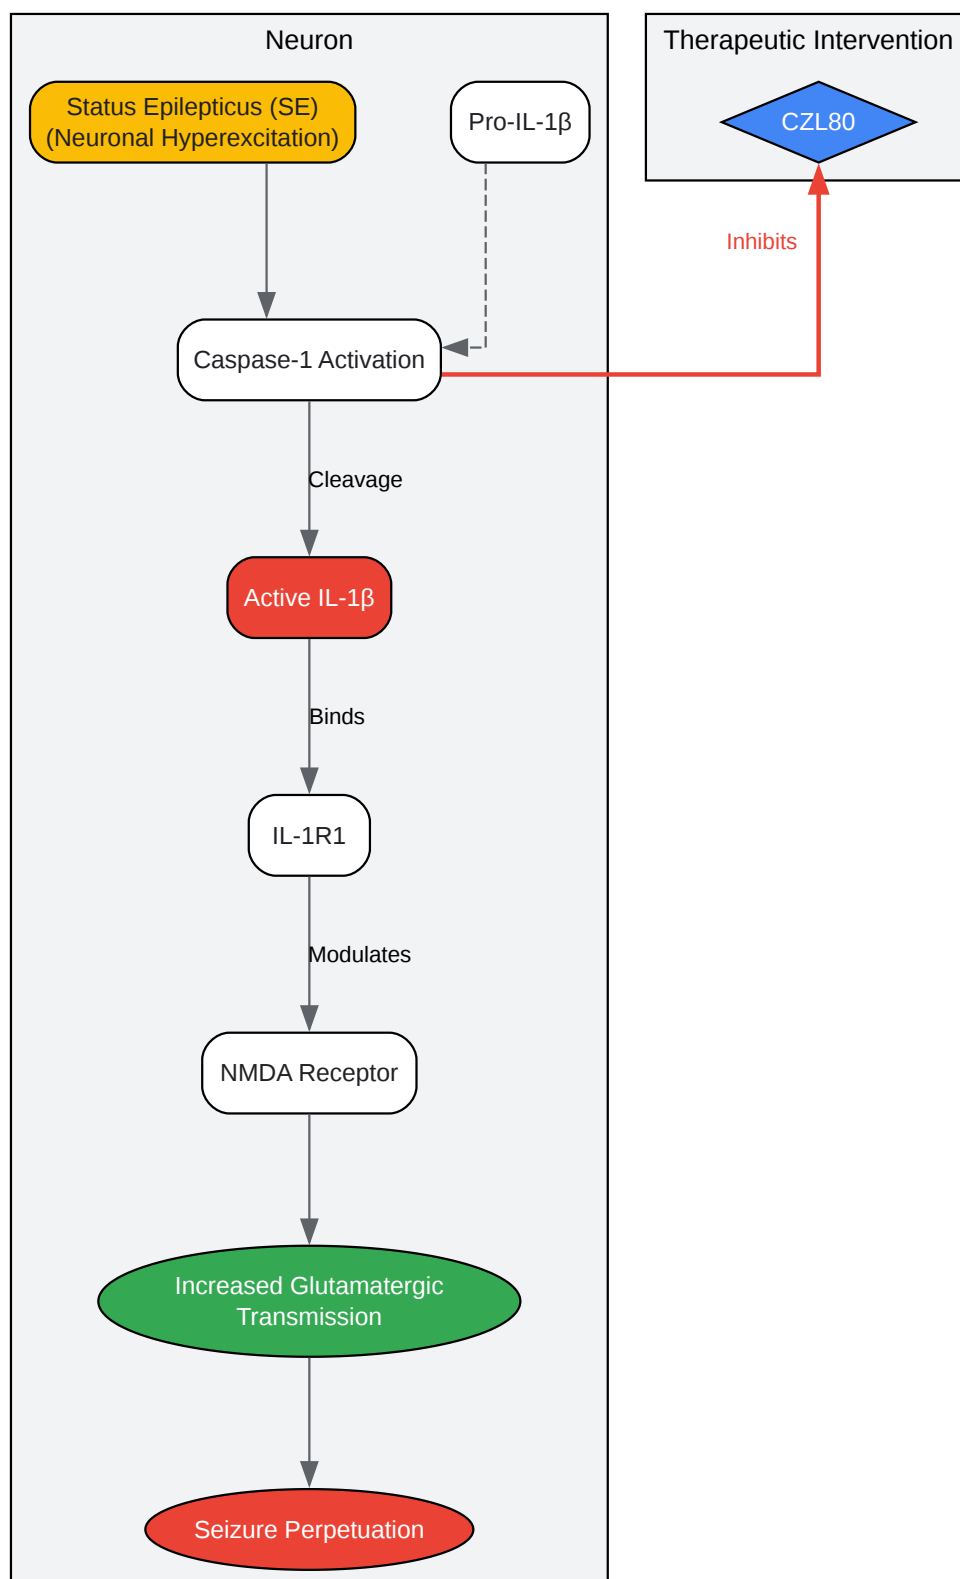 Neuron
Therapeutic Intervention
Status Epilepticus (SE)
(Neuronal Hyperexcitation)
Pro-IL-1β
CZL80
Inhibits
Caspase-1 Activation
Cleavage
Active IL-1β
Binds
IL-1R1
Modulates
NMDA Receptor
Increased Glutamatergic
Transmission
Seizure Perpetuation